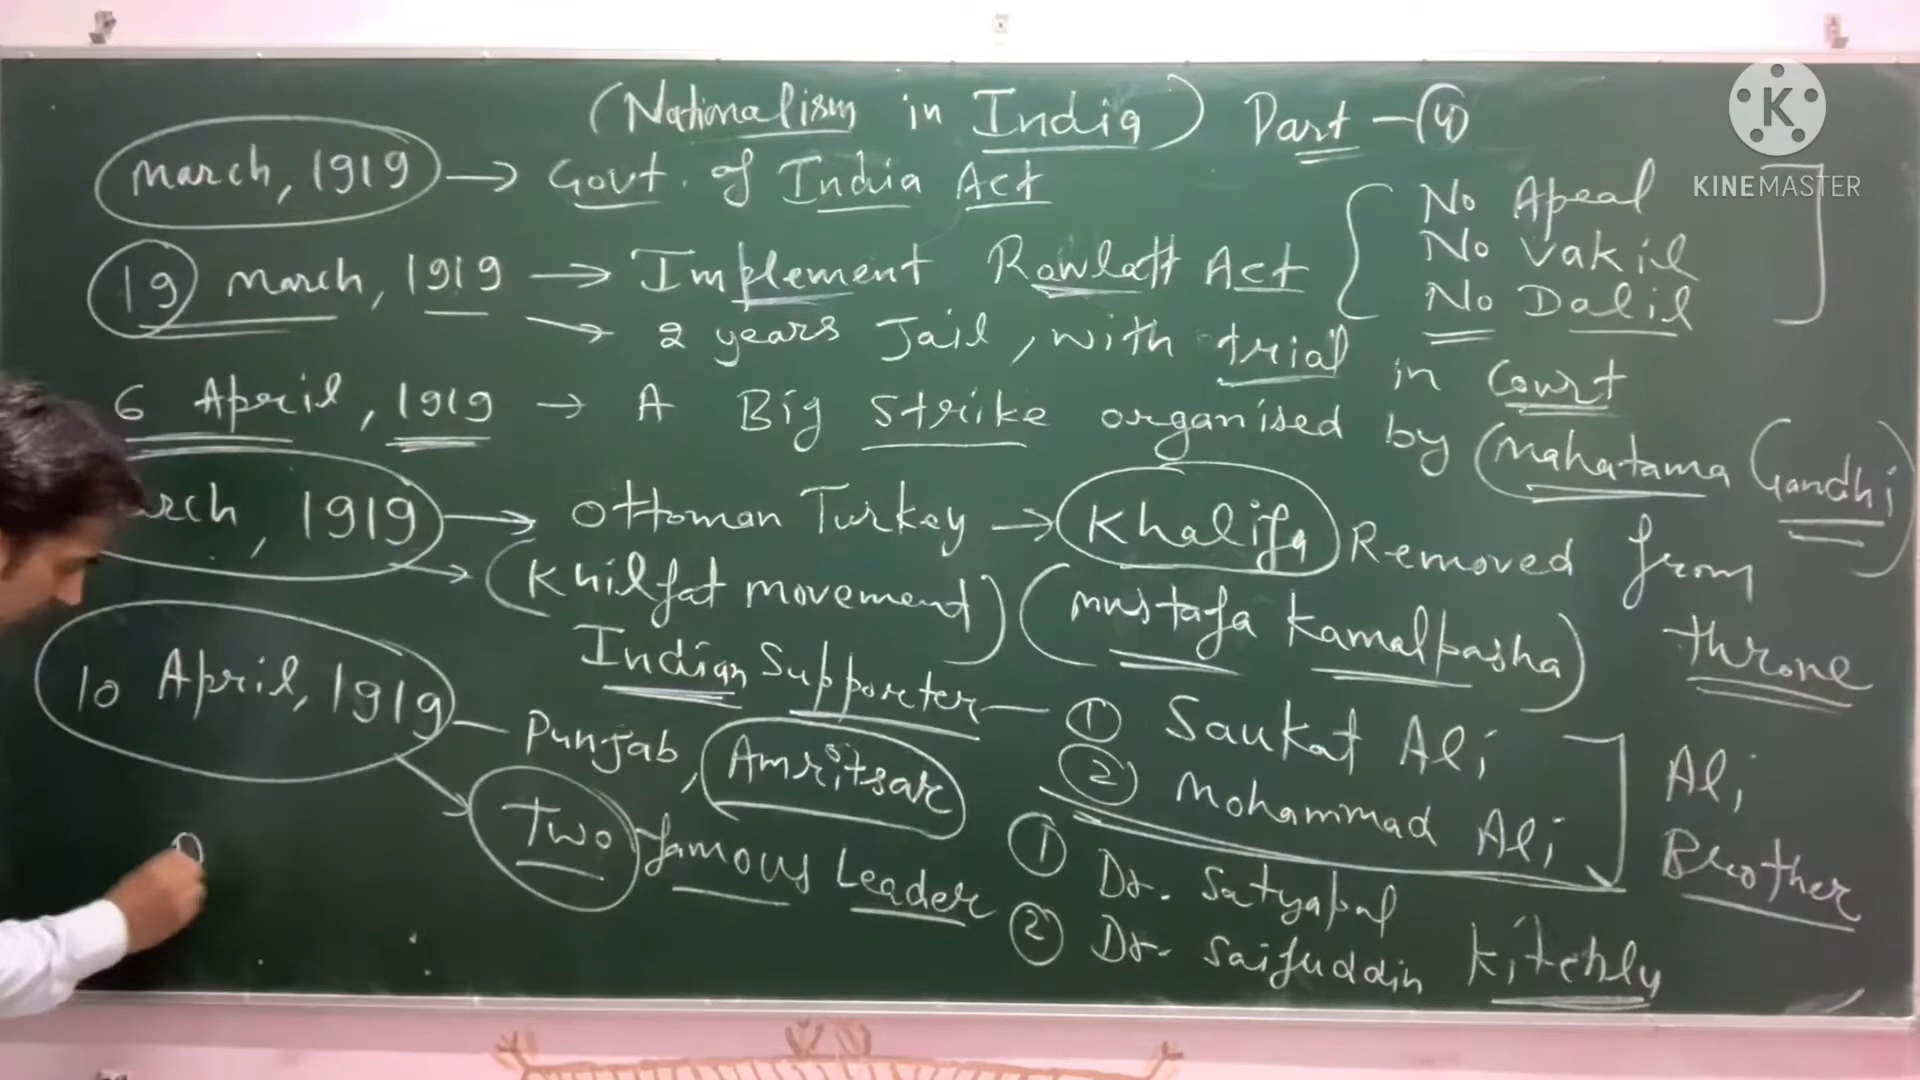 (Nationalism in India) Part - (4)
March, 1919 → Govt. of India Act
19 March, 1919 → Implement Rowlatt Act { No Apeal
No Vakil
No Dalil ]
→ 2 years Jail, with trial in Court
6 April, 1919 → A Big Strike organised by (Mahatama Gandhi)
rch, 1919 → Ottoman Turkey → Khalifa Removed from throne
→ (Khilfat movement) (Mustafa Kamalpasha)
Indian Supporter — ① Saukat Ali
② Mohammad Ali ] Ali Brother
10 April, 1919 — Punjab, Amritsar
→ Two famous Leader ① Dr. Satyapal
② Dr. Saifuddin Kitchly
K
KINEMASTER